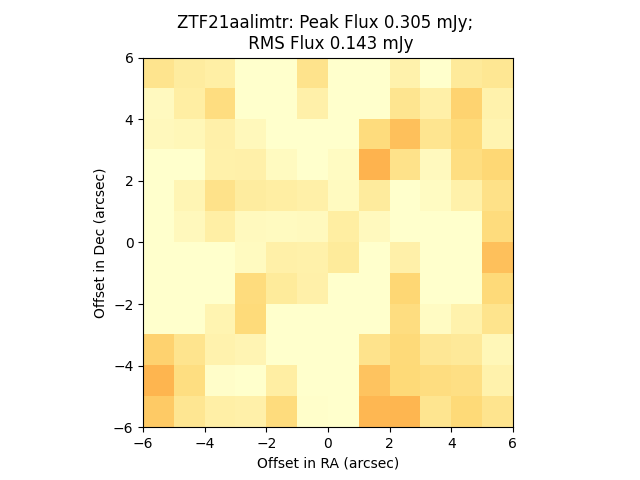 ZTF21aalimtr: Peak Flux 0.305 mJy;
RMS Flux 0.143 mJy
6
4
2
0
−2
−4
−6
Offset in Dec (arcsec)
−6 −4 −2 0 2 4 6
Offset in RA (arcsec)